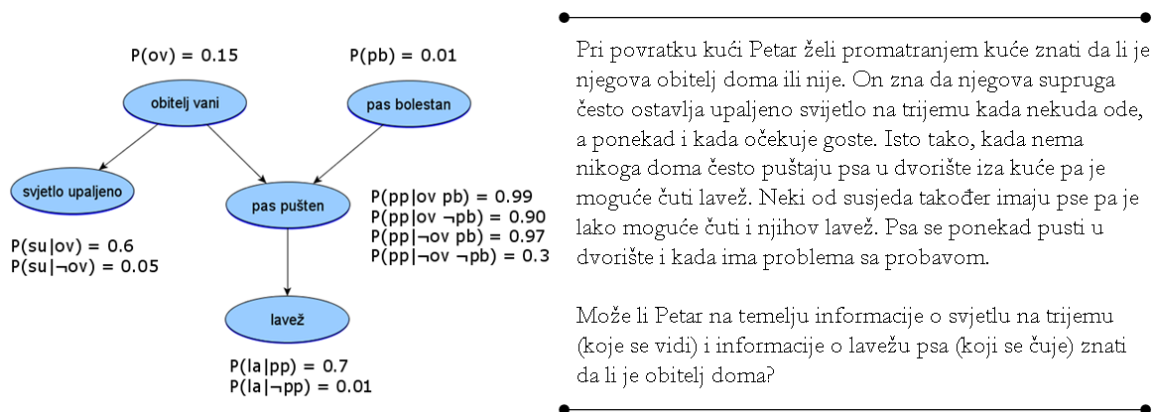 P(ov) = 0.15
P(pb) = 0.01
obitelj vani
pas bolestan
svjetlo upaljeno
pas pušten
P(su|ov) = 0.6
P(su|¬ov) = 0.05
P(pp|ov pb) = 0.99
P(pp|ov ¬pb) = 0.90
P(pp|¬ov pb) = 0.97
P(pp|¬ov ¬pb) = 0.3
lavež
P(la|pp) = 0.7
P(la|¬pp) = 0.01
Pri povratku kući Petar želi promatranjem kuće znati da li je
njegova obitelj doma ili nije. On zna da njegova supruga
često ostavlja upaljeno svijetlo na trijemu kada nekuda ode,
a ponekad i kada očekuje goste. Isto tako, kada nema
nikoga doma često puštaju psa u dvorište iza kuće pa je
moguće čuti lavež. Neki od susjeda također imaju pse pa je
lako moguće čuti i njihov lavež. Psa se ponekad pusti u
dvorište i kada ima problema sa probavom.
Može li Petar na temelju informacije o svjetlu na trijemu
(koje se vidi) i informacije o lavežu psa (koji se čuje) znati
da li je obitelj doma?